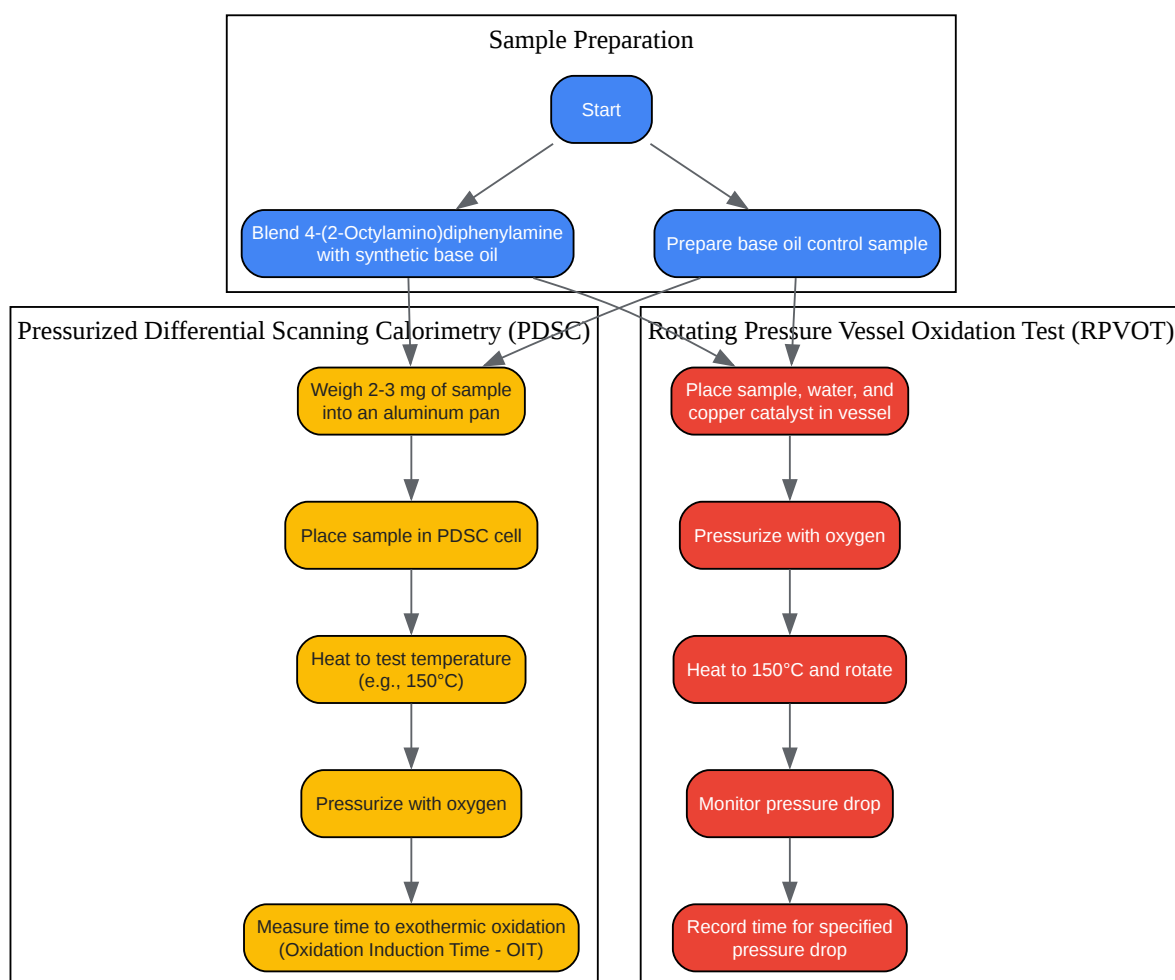 Sample Preparation
Start
Blend 4-(2-Octylamino)diphenylamine
with synthetic base oil
Prepare base oil control sample
Pressurized Differential Scanning Calorimetry (PDSC)
Weigh 2-3 mg of sample
into an aluminum pan
Place sample in PDSC cell
Heat to test temperature
(e.g., 150°C)
Pressurize with oxygen
Measure time to exothermic oxidation
(Oxidation Induction Time - OIT)
Rotating Pressure Vessel Oxidation Test (RPVOT)
Place sample, water, and
copper catalyst in vessel
Pressurize with oxygen
Heat to 150°C and rotate
Monitor pressure drop
Record time for specified
pressure drop